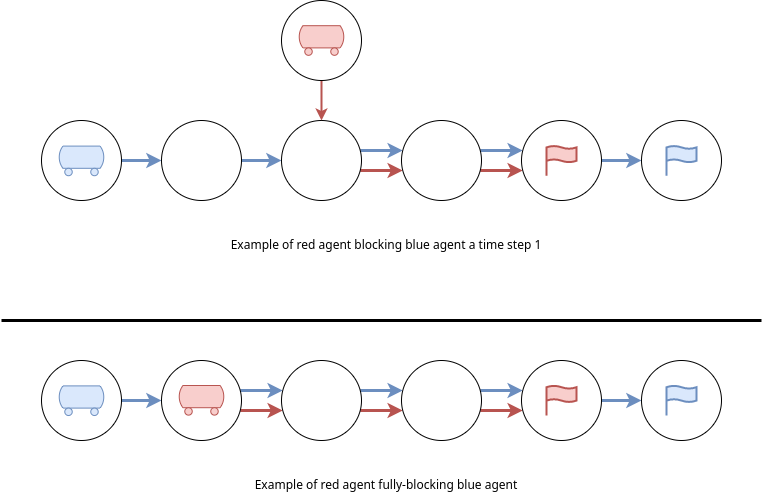 Example of red agent blocking blue agent a time step 1
Example of red agent fully-blocking blue agent